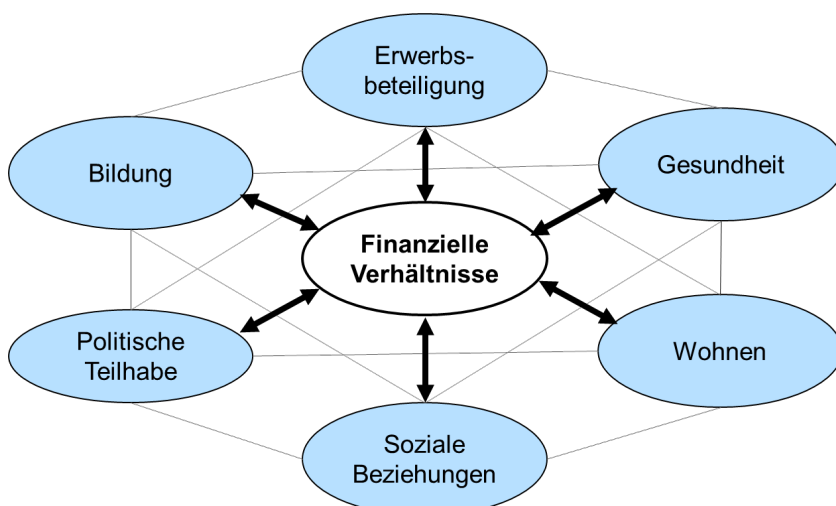 Erwerbs-
beteiligung
Bildung
Gesundheit
Finanzielle
Verhältnisse
Politische
Teilhabe
Wohnen
Soziale
Beziehungen